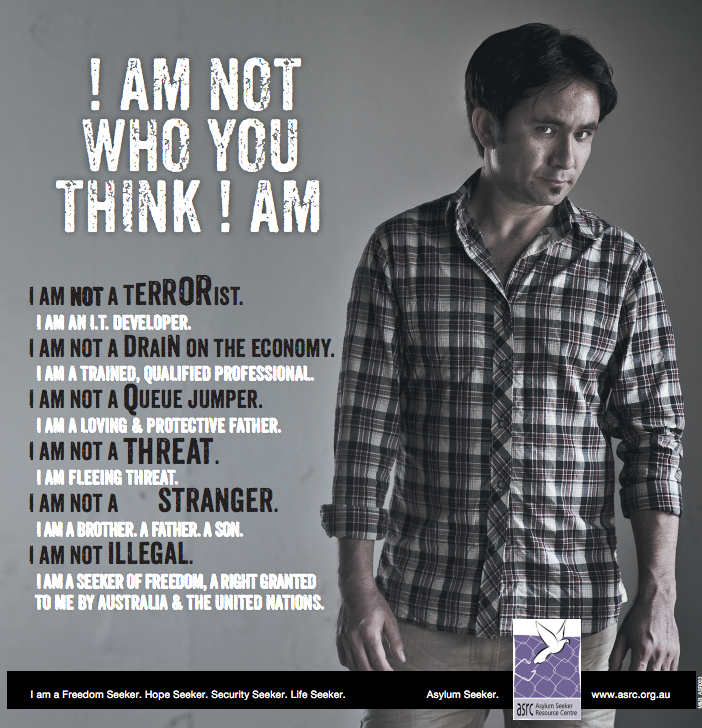 ! AM NOT
WHO YOU
THINK ! AM
I AM NOT A TERRORIST.
I AM AN I.T. DEVELOPER.
I AM NOT A DRAIN ON THE ECONOMY.
I AM A TRAINED, QUALIFIED PROFESSIONAL.
I AM NOT A QUEUE JUMPER.
I AM A LOVING & PROTECTIVE FATHER.
I AM NOT A THREAT.
I AM FLEEING THREAT.
I AM NOT A STRANGER.
I AM A BROTHER. A FATHER. A SON.
I AM NOT ILLEGAL.
I AM A SEEKER OF FREEDOM, A RIGHT GRANTED
TO ME BY AUSTRALIA & THE UNITED NATIONS.
I am a Freedom Seeker. Hope Seeker. Security Seeker. Life Seeker.
Asylum Seeker.
asrc Asylum Seeker
Resource Centre
www.asrc.org.au